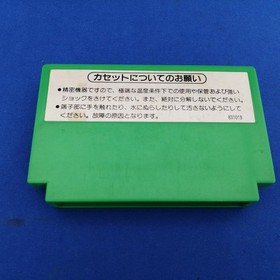 カセットについてのお願い
●精密機器ですので、極端な温度条件下での使用や保管および強い
ショックをさけてください。また、絶対に分解しないでください。
●端子部に手を触れたり、水にぬらしたりして汚さないようにして
ください。故障の原因となります。